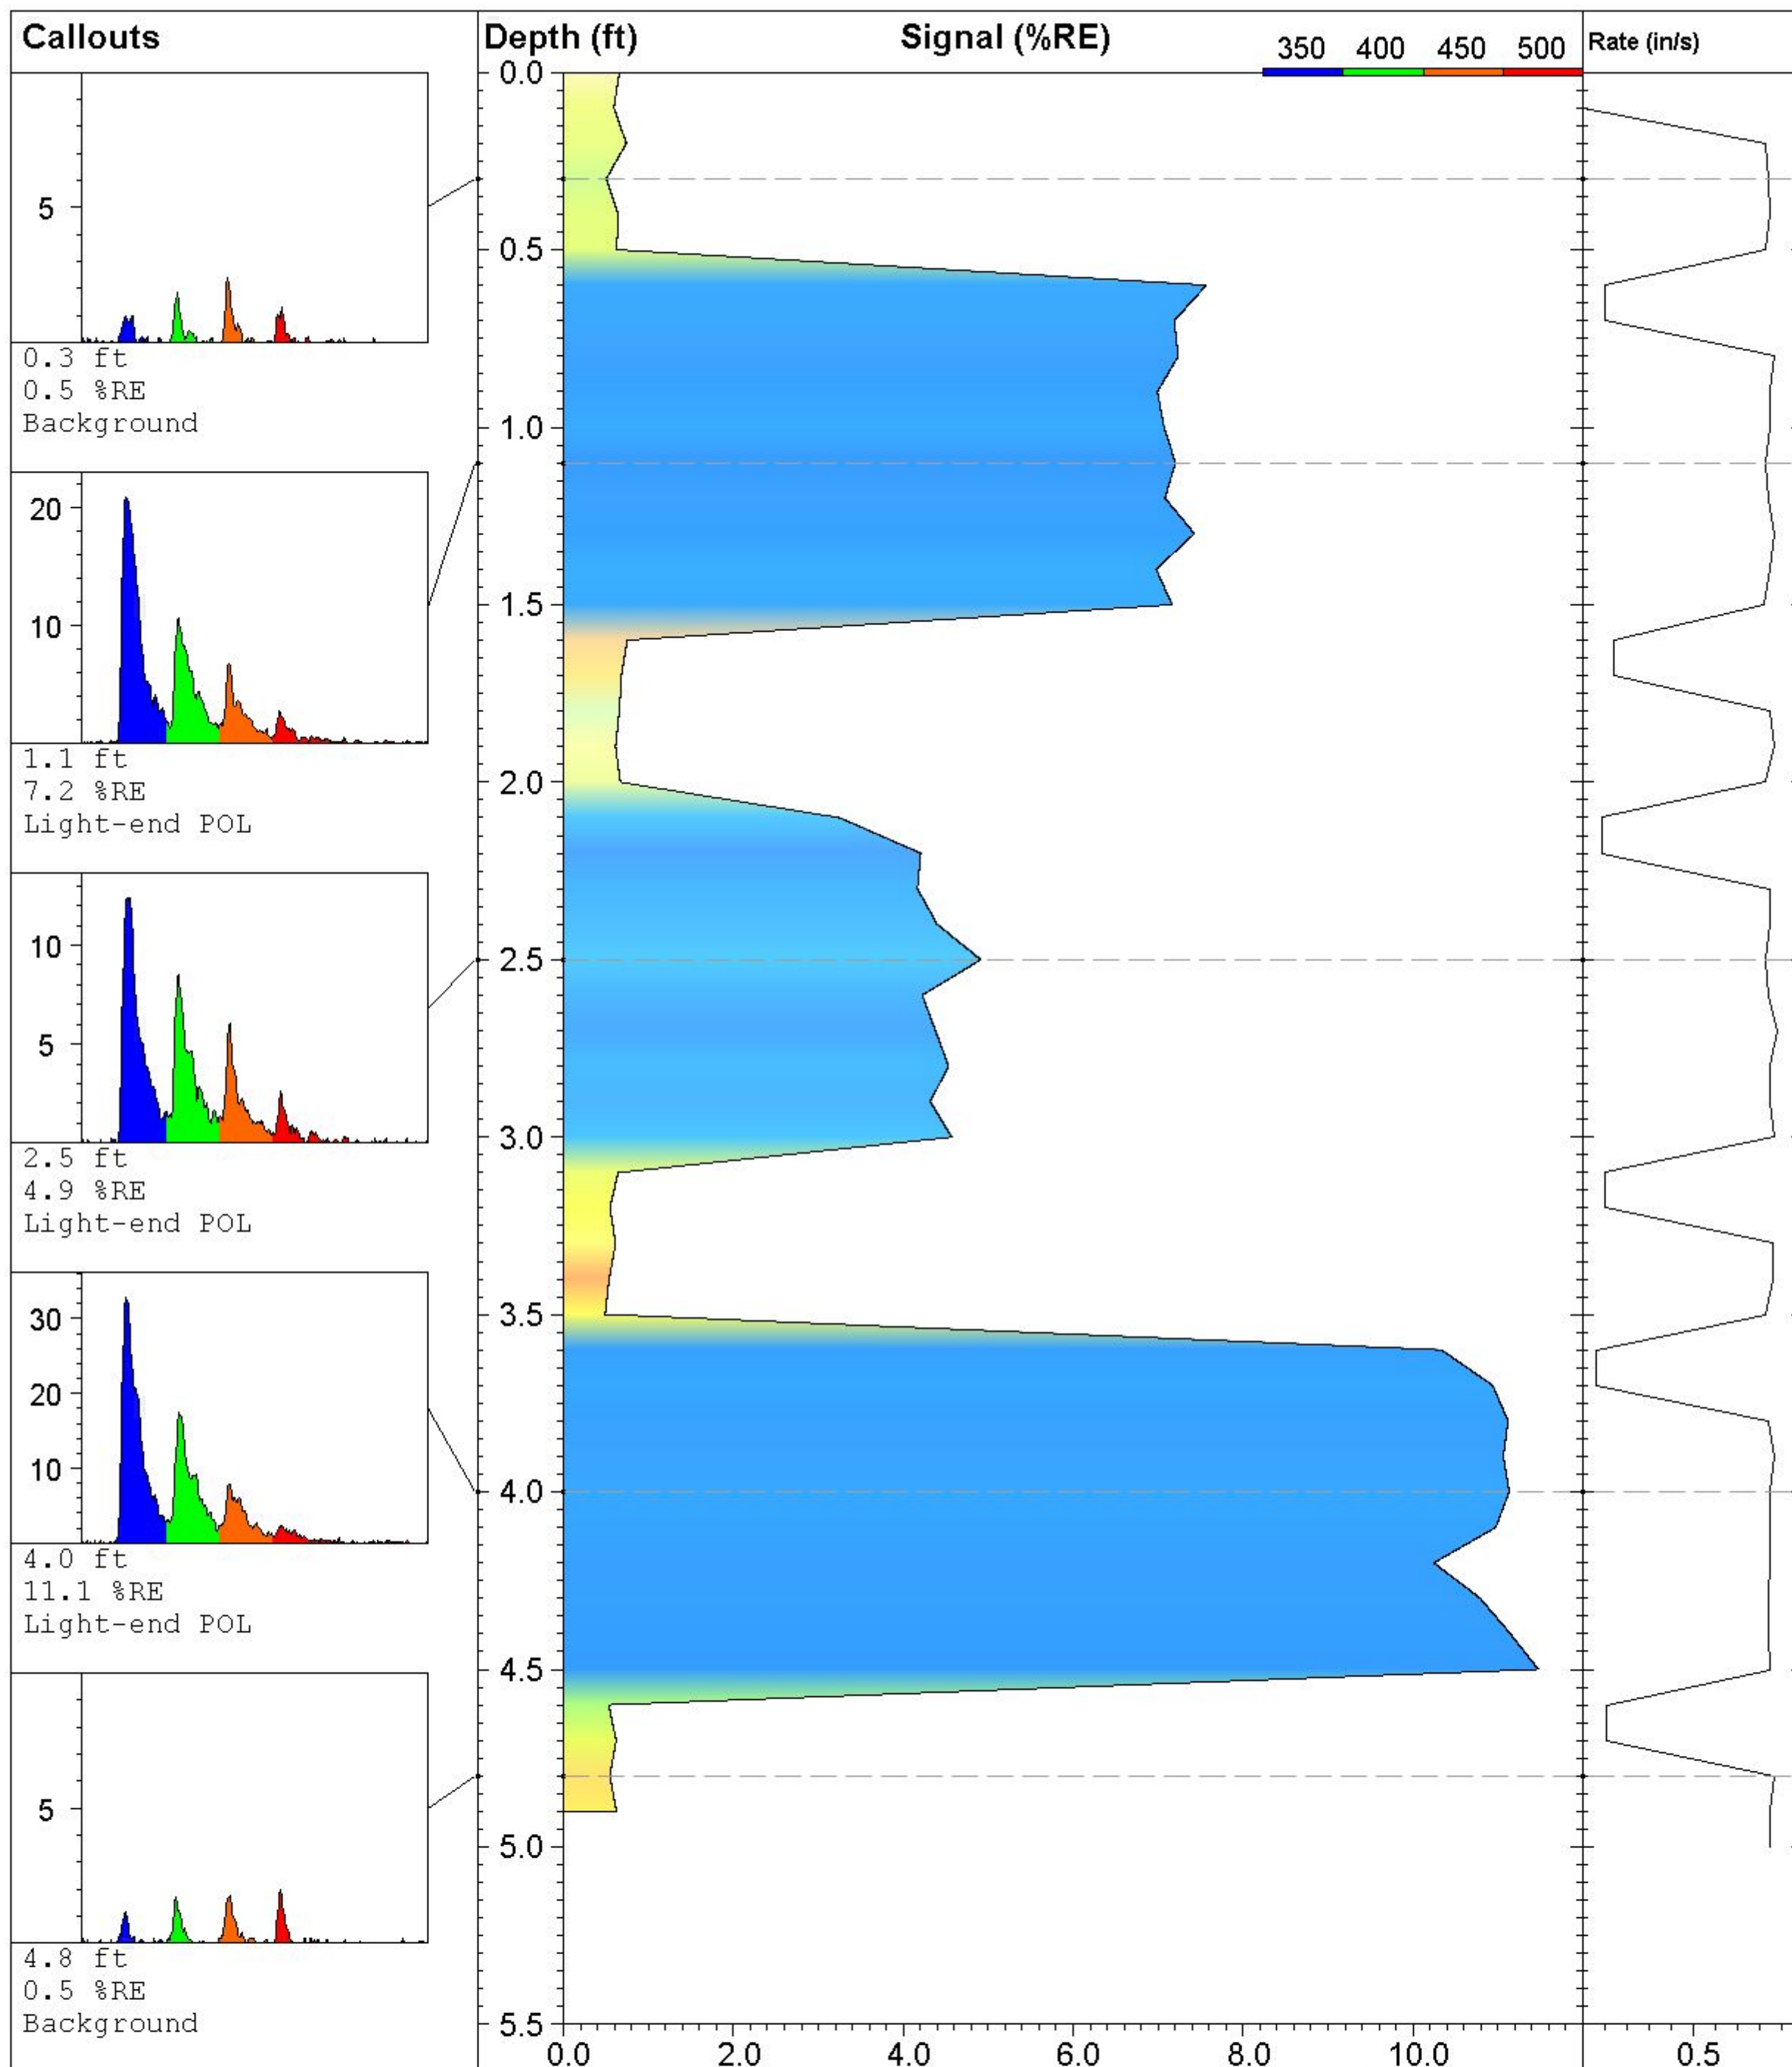 Callouts
Depth (ft)
Signal (%RE)
350 400 450 500
Rate (in/s)
5
0.3 ft
0.5 %RE
Background
20
10
1.1 ft
7.2 %RE
Light-end POL
10
5
2.5 ft
4.9 %RE
Light-end POL
30
20
10
4.0 ft
11.1 %RE
Light-end POL
5
4.8 ft
0.5 %RE
Background
0.0
0.5
1.0
1.5
2.0
2.5
3.0
3.5
4.0
4.5
5.0
5.5
0.0 2.0 4.0 6.0 8.0 10.0
0.5